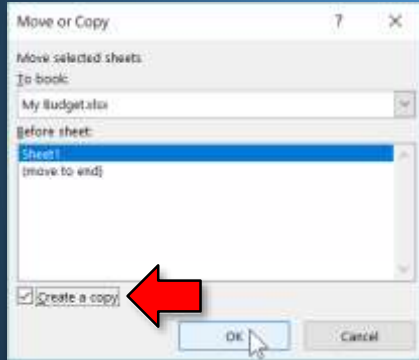 Move or Copy ? ×
Move selected sheets
To book:
My Budget.xlsx
Before sheet:
Sheet1
(move to end)
Create a copy
OK Cancel